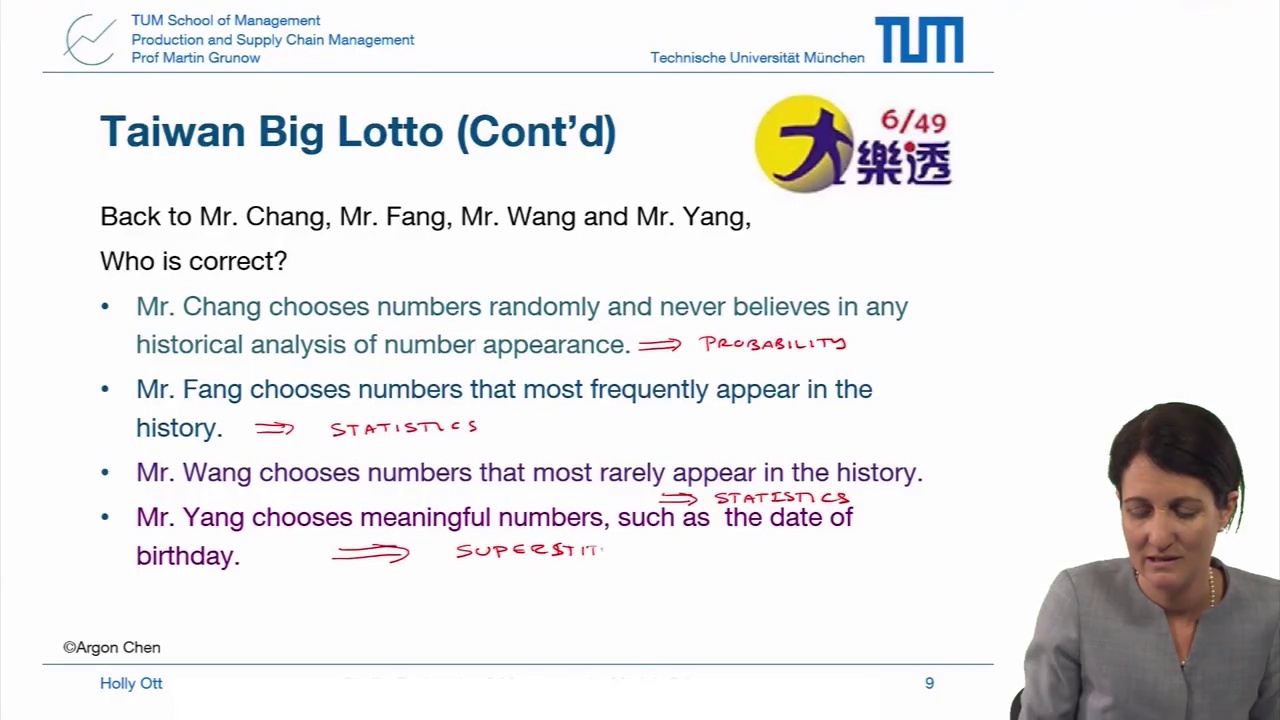 TUM School of Management
Production and Supply Chain Management
Prof Martin Grunow
Technische Universität München
TUM
Taiwan Big Lotto (Cont’d)
6/49
大樂透
Back to Mr. Chang, Mr. Fang, Mr. Wang and Mr. Yang,
Who is correct?
• Mr. Chang chooses numbers randomly and never believes in any
historical analysis of number appearance. ⇒ PROBABILITY
• Mr. Fang chooses numbers that most frequently appear in the
history. ⇒ STATISTICS
• Mr. Wang chooses numbers that most rarely appear in the history.
⇒ STATISTICS
• Mr. Yang chooses meaningful numbers, such as the date of
birthday. ⇒ SUPERSTIT
©Argon Chen
Holly Ott
9